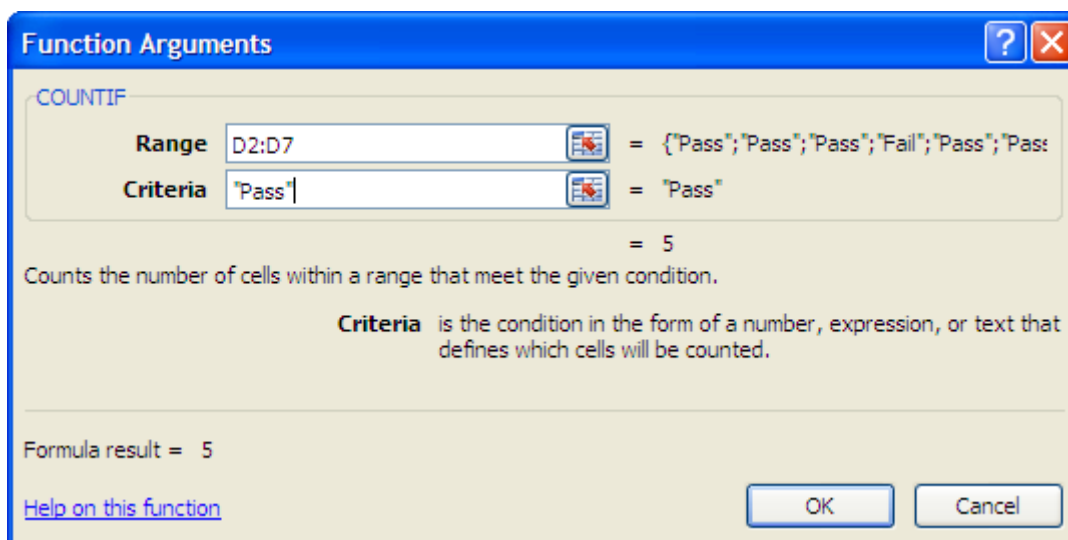 Function Arguments
COUNTIF
Range D2:D7 = {"Pass";"Pass";"Pass";"Fail";"Pass";"Pass
Criteria "Pass" = "Pass"
= 5
Counts the number of cells within a range that meet the given condition.
Criteria is the condition in the form of a number, expression, or text that
defines which cells will be counted.
Formula result = 5
Help on this function OK Cancel